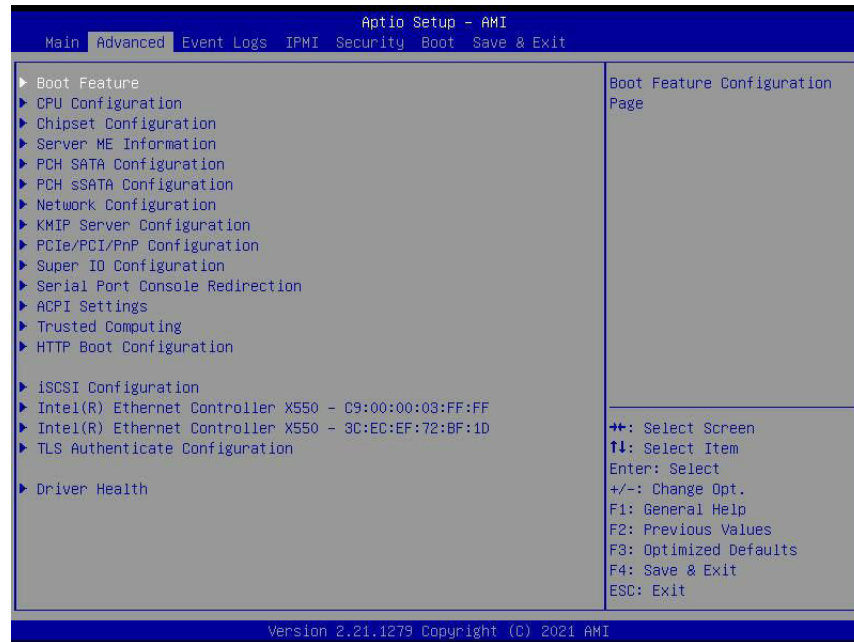 Aptio Setup - AMI
Main Advanced Event Logs IPMI Security Boot Save & Exit
▶ Boot Feature
▶ CPU Configuration
▶ Chipset Configuration
▶ Server ME Information
▶ PCH SATA Configuration
▶ PCH sSATA Configuration
▶ Network Configuration
▶ KMIP Server Configuration
▶ PCIe/PCI/PnP Configuration
▶ Super IO Configuration
▶ Serial Port Console Redirection
▶ ACPI Settings
▶ Trusted Computing
▶ HTTP Boot Configuration
▶ iSCSI Configuration
▶ Intel(R) Ethernet Controller X550 - C9:00:00:03:FF:FF
▶ Intel(R) Ethernet Controller X550 - 3C:EC:EF:72:BF:1D
▶ TLS Authenticate Configuration
▶ Driver Health
Boot Feature Configuration
Page
→←: Select Screen
↑↓: Select Item
Enter: Select
+/-: Change Opt.
F1: General Help
F2: Previous Values
F3: Optimized Defaults
F4: Save & Exit
ESC: Exit
Version 2.21.1279 Copyright (C) 2021 AMI